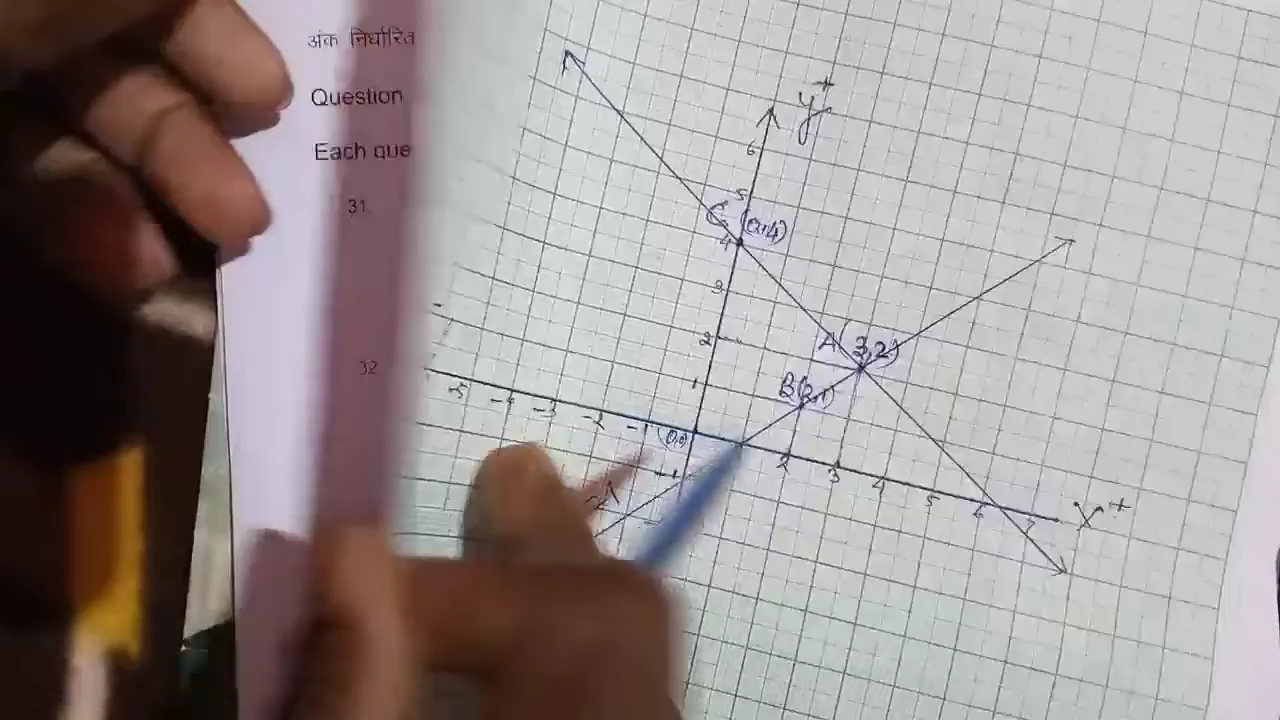 अंक निर्धारित
Question
Each que
31
32
y+
6
5
C (0,4)
4
3
2
A(3,2)
1
B(2,1)
-5 -4 -3 -2 -1 (0,0) 2 3 4 5 6 7 X+
-1